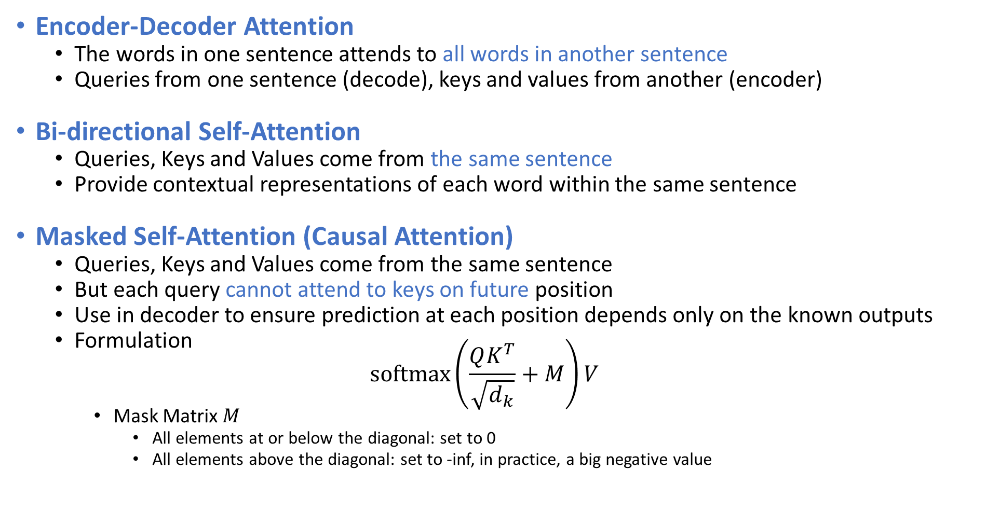 • Encoder-Decoder Attention
• The words in one sentence attends to all words in another sentence
• Queries from one sentence (decode), keys and values from another (encoder)
• Bi-directional Self-Attention
• Queries, Keys and Values come from the same sentence
• Provide contextual representations of each word within the same sentence
• Masked Self-Attention (Causal Attention)
• Queries, Keys and Values come from the same sentence
• But each query cannot attend to keys on future position
• Use in decoder to ensure prediction at each position depends only on the known outputs
• Formulation
softmax(QK^T/√d_k + M)V
• Mask Matrix M
• All elements at or below the diagonal: set to 0
• All elements above the diagonal: set to -inf, in practice, a big negative value